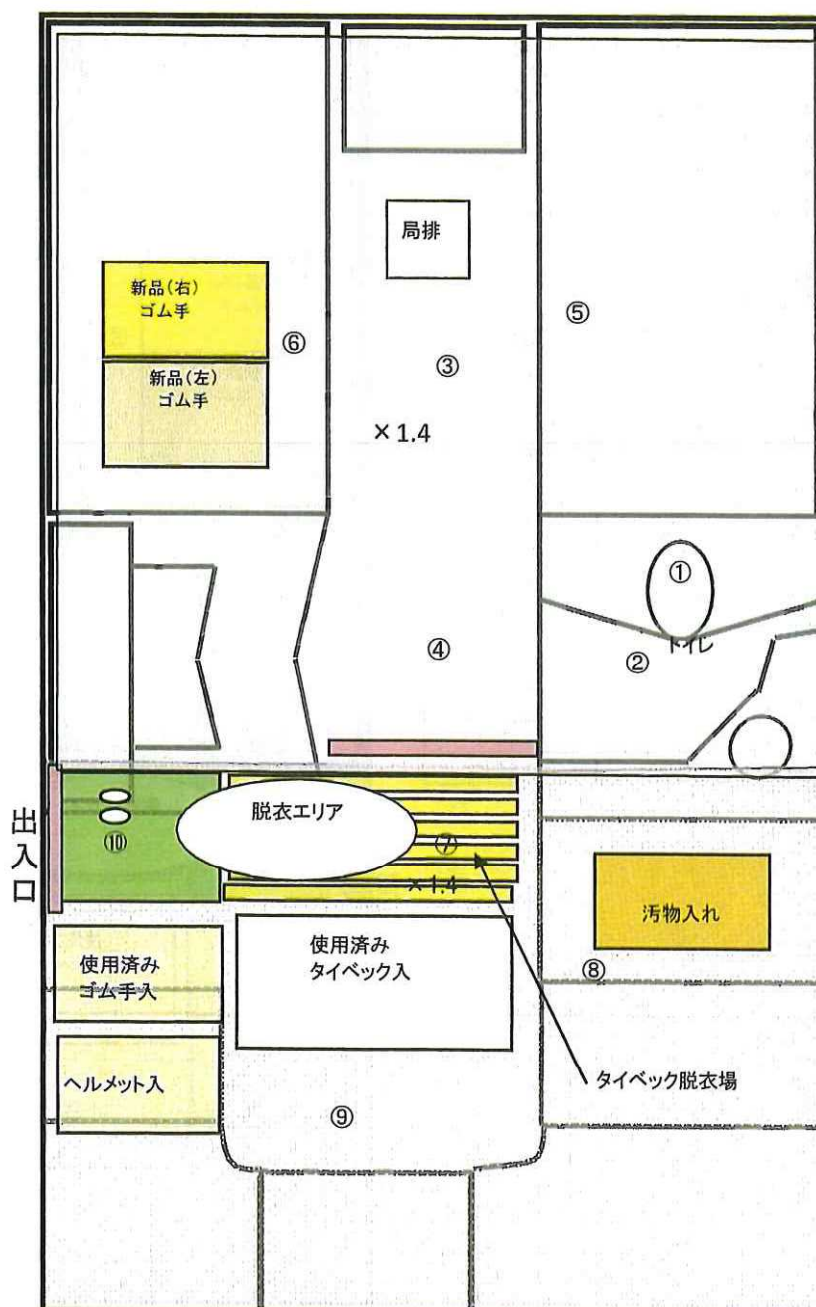 局排
新品(右)
ゴム手
⑥
⑤
③
新品(左)
ゴム手
×1.4
①
トイレ
②
④
出入口
脱衣エリア
⑩
⑦
×1.4
汚物入れ
使用済み
タイベック入
使用済み
ゴム手入
⑧
ヘルメット入
タイベック脱衣場
⑨